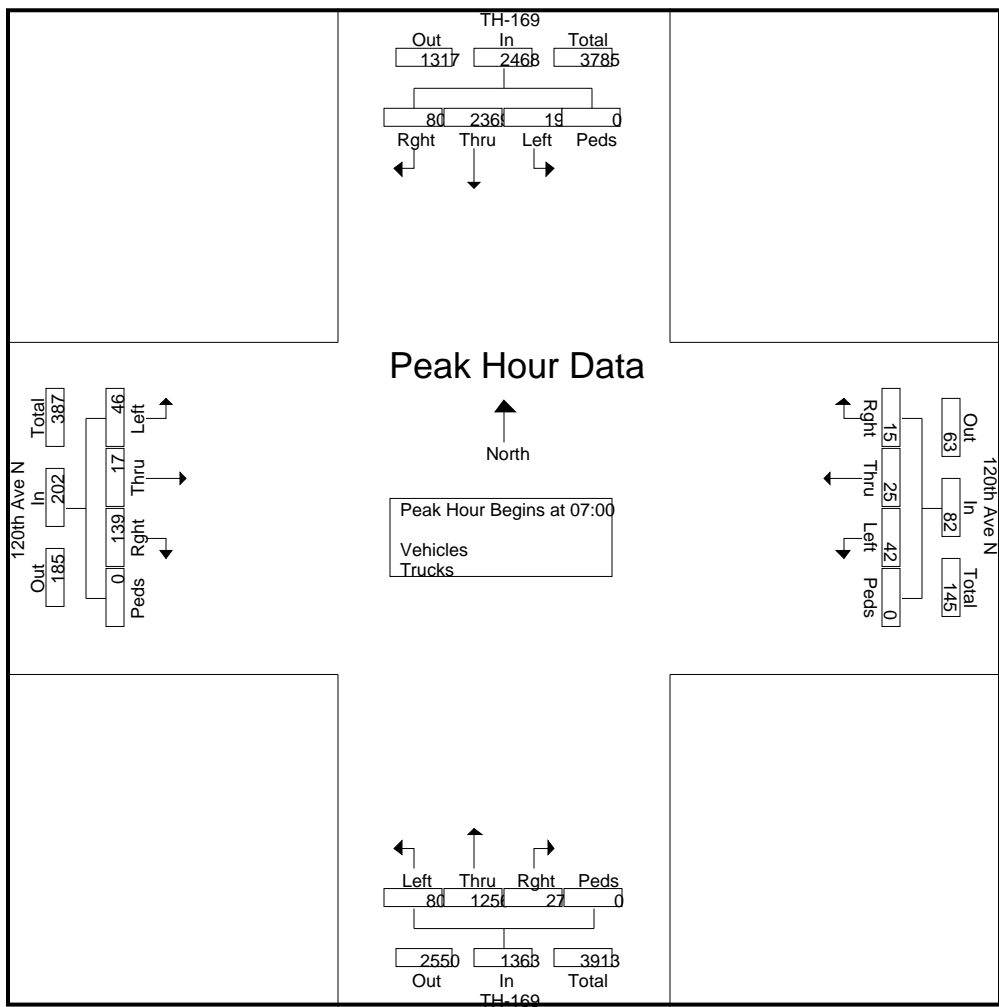 TH-169
Out In Total
1317 2468 3785
80 2369 19 0
Rght Thru Left Peds
Peak Hour Data
North
Peak Hour Begins at 07:00
Vehicles
Trucks
120th Ave N
Total In Out
387 202 185
46 17 139 0
Left Thru Rght Peds
Rght Thru Left Peds
15 25 42 0
Out In Total
63 82 145
120th Ave N
Left Thru Rght Peds
80 1256 27 0
2550 1363 3913
Out In Total
TH-169